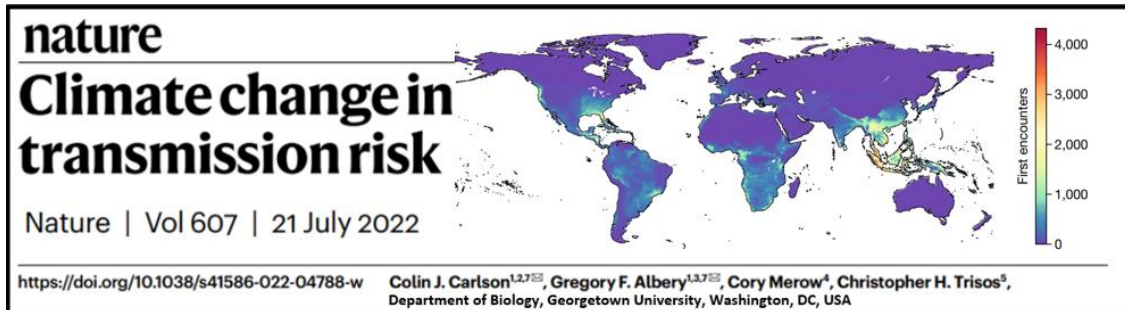 nature
Climate change in
transmission risk
Nature | Vol 607 | 21 July 2022
4,000
3,000
2,000
1,000
0
First encounters
https://doi.org/10.1038/s41586-022-04788-w Colin J. Carlson1,2,7✉, Gregory F. Albery1,3,7✉, Cory Merow4, Christopher H. Trisos5,
Department of Biology, Georgetown University, Washington, DC, USA